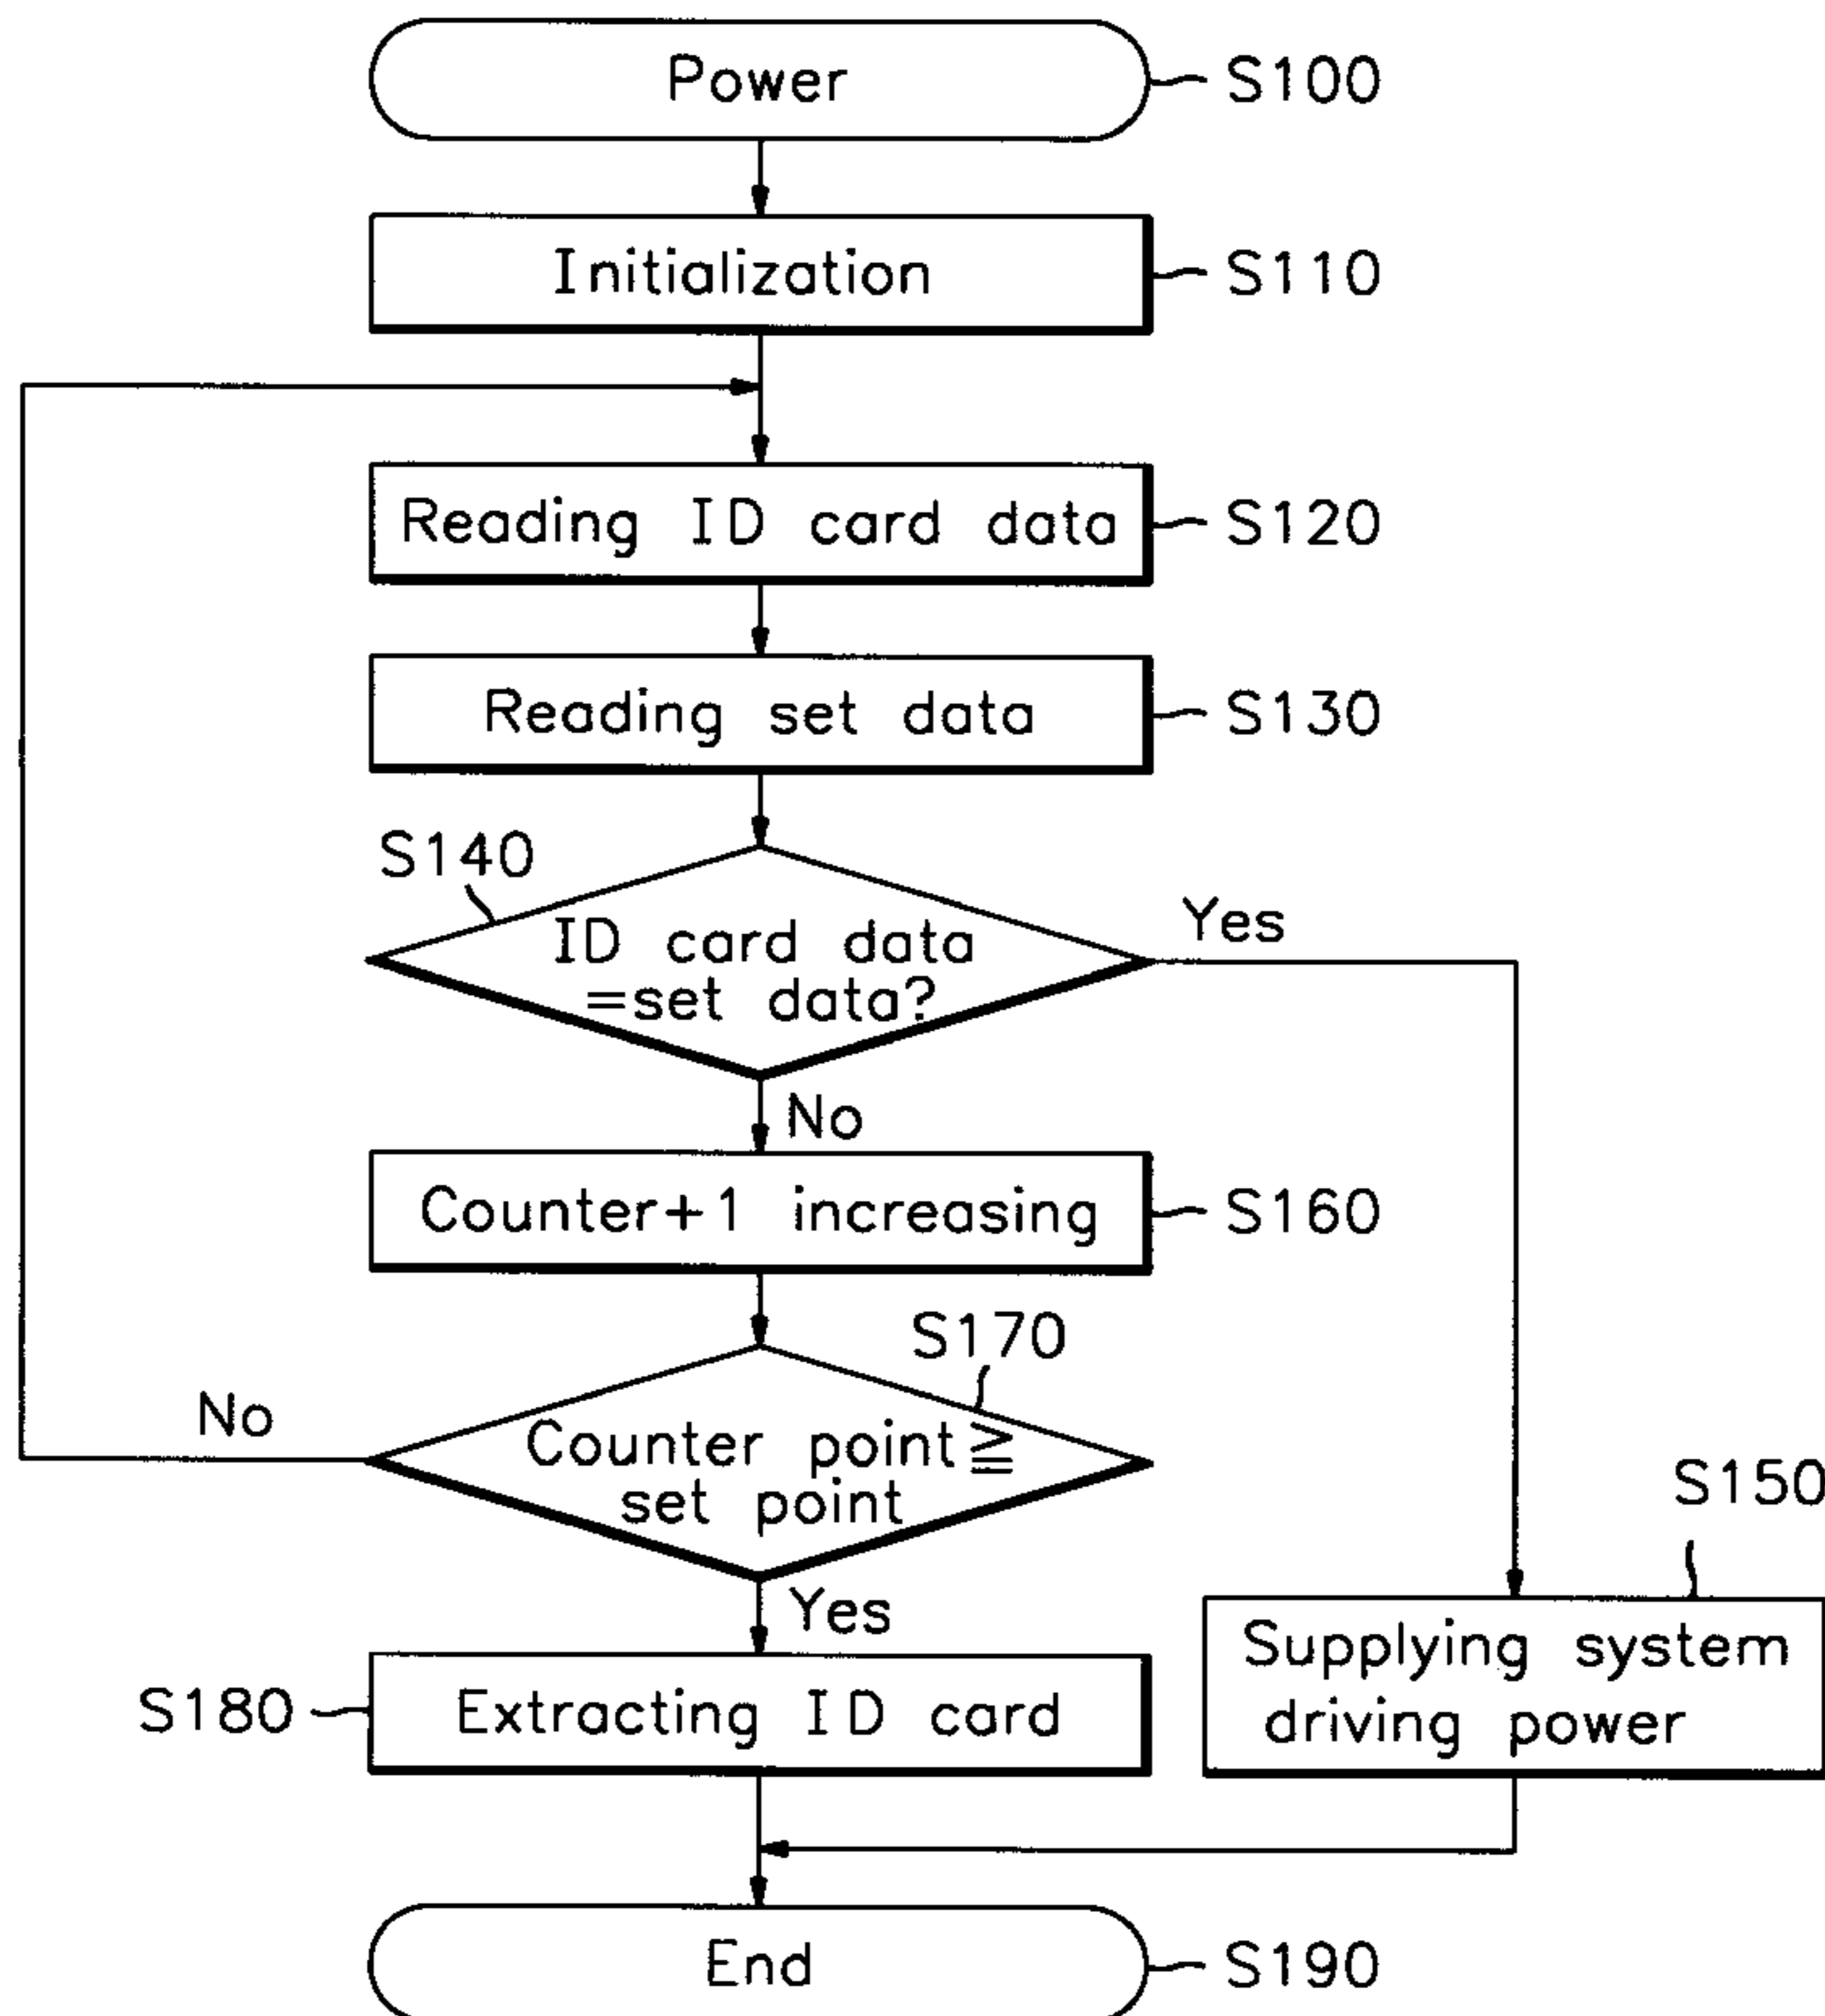 Power
S100
Initialization
S110
Reading ID card data
S120
Reading set data
S130
S140
ID card data
=set data?
Yes
No
Counter+1 increasing
S160
S170
No
Counter point≧
set point
S150
Yes
Supplying system
driving power
S180
Extracting ID card
End
S190